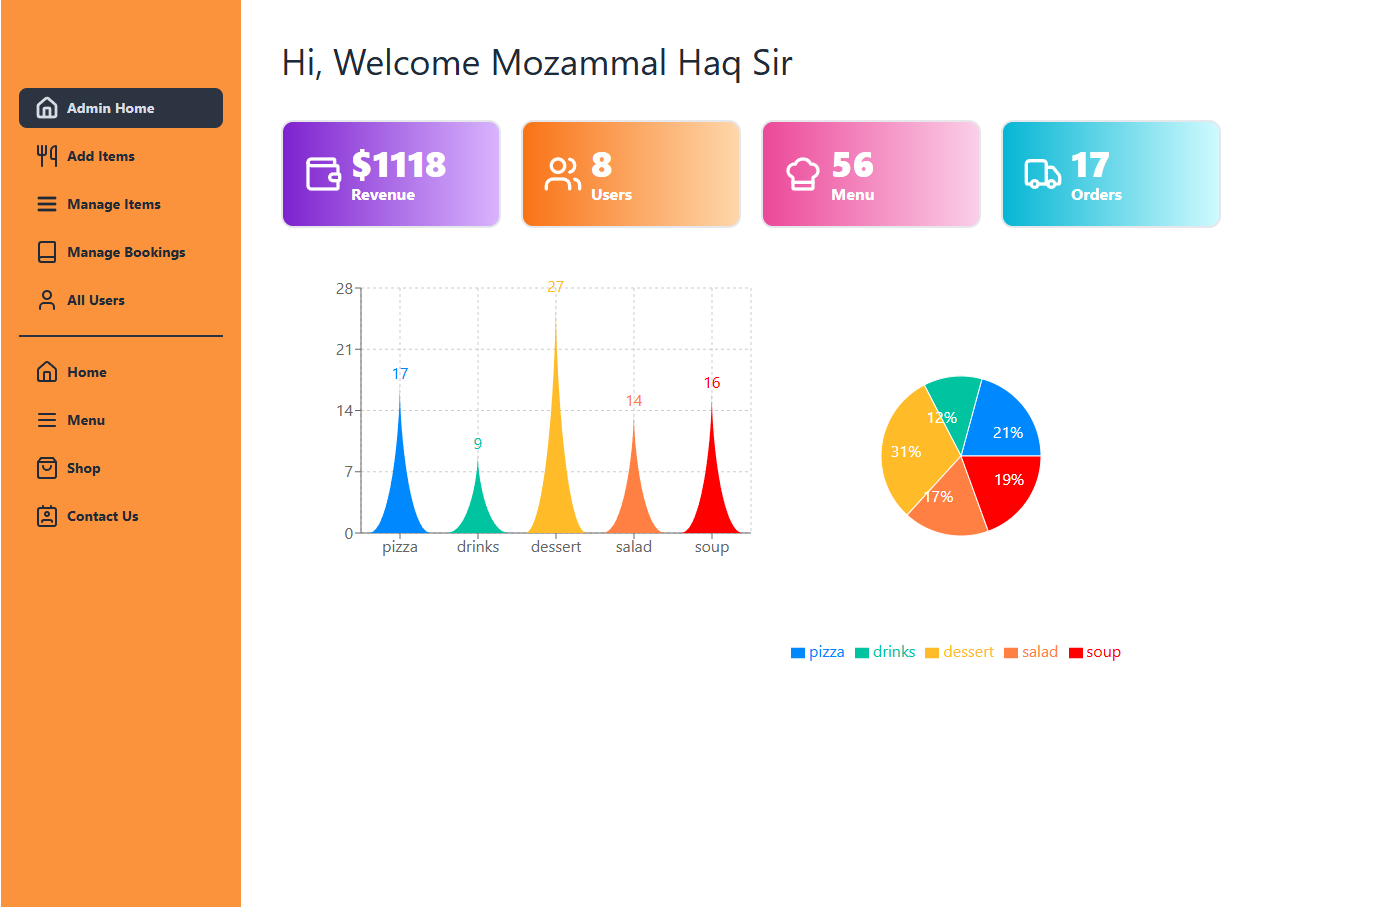 Admin Home
Add Items
Manage Items
Manage Bookings
All Users
Home
Menu
Shop
Contact Us
Hi, Welcome Mozammal Haq Sir
$1118
Revenue
8
Users
56
Menu
17
Orders
28
21
14
7
0
17
9
27
14
16
pizza drinks dessert salad soup
12%
21%
31%
19%
17%
pizza drinks dessert salad soup